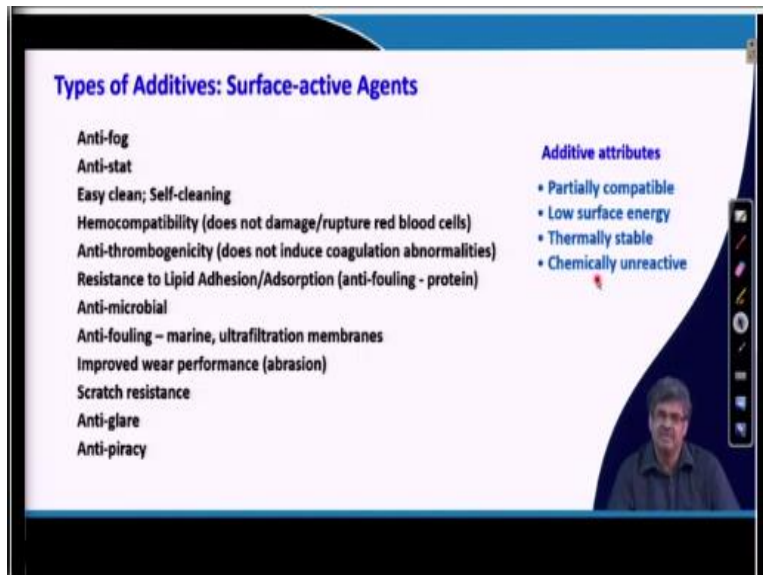 Types of Additives: Surface-active Agents
Anti-fog
Anti-stat
Easy clean; Self-cleaning
Hemocompatibility (does not damage/rupture red blood cells)
Anti-thrombogenicity (does not induce coagulation abnormalities)
Resistance to Lipid Adhesion/Adsorption (anti-fouling - protein)
Anti-microbial
Anti-fouling – marine, ultrafiltration membranes
Improved wear performance (abrasion)
Scratch resistance
Anti-glare
Anti-piracy
Additive attributes
• Partially compatible
• Low surface energy
• Thermally stable
• Chemically unreactive